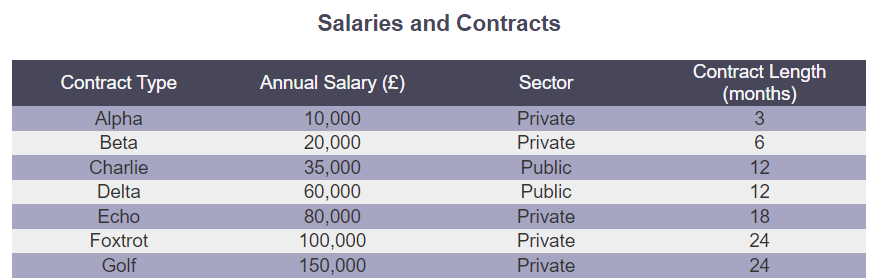 Salaries and Contracts
Contract Type Annual Salary (£) Sector Contract Length
(months)
Alpha 10,000 Private 3
Beta 20,000 Private 6
Charlie 35,000 Public 12
Delta 60,000 Public 12
Echo 80,000 Private 18
Foxtrot 100,000 Private 24
Golf 150,000 Private 24